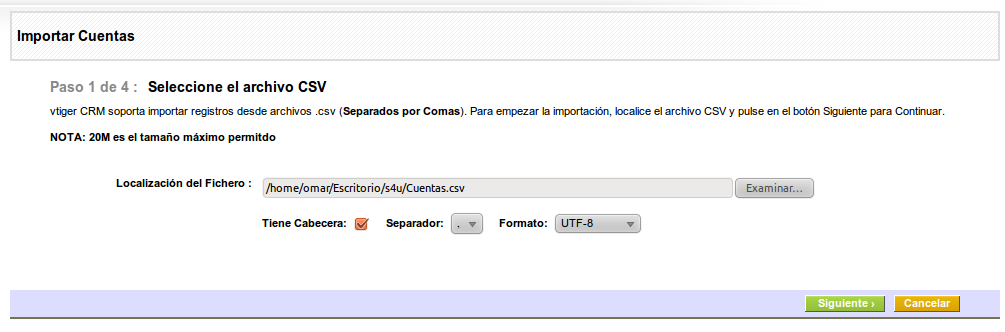 Importar Cuentas
Paso 1 de 4 : Seleccione el archivo CSV
vtiger CRM soporta importar registros desde archivos .csv (Separados por Comas). Para empezar la importación, localice el archivo CSV y pulse en el botón Siguiente para Continuar.
NOTA: 20M es el tamaño máximo permitdo
Localización del Fichero : /home/omar/Escritorio/s4u/Cuentas.csv Examinar...
Tiene Cabecera: Separador: . Formato: UTF-8
Siguiente › Cancelar